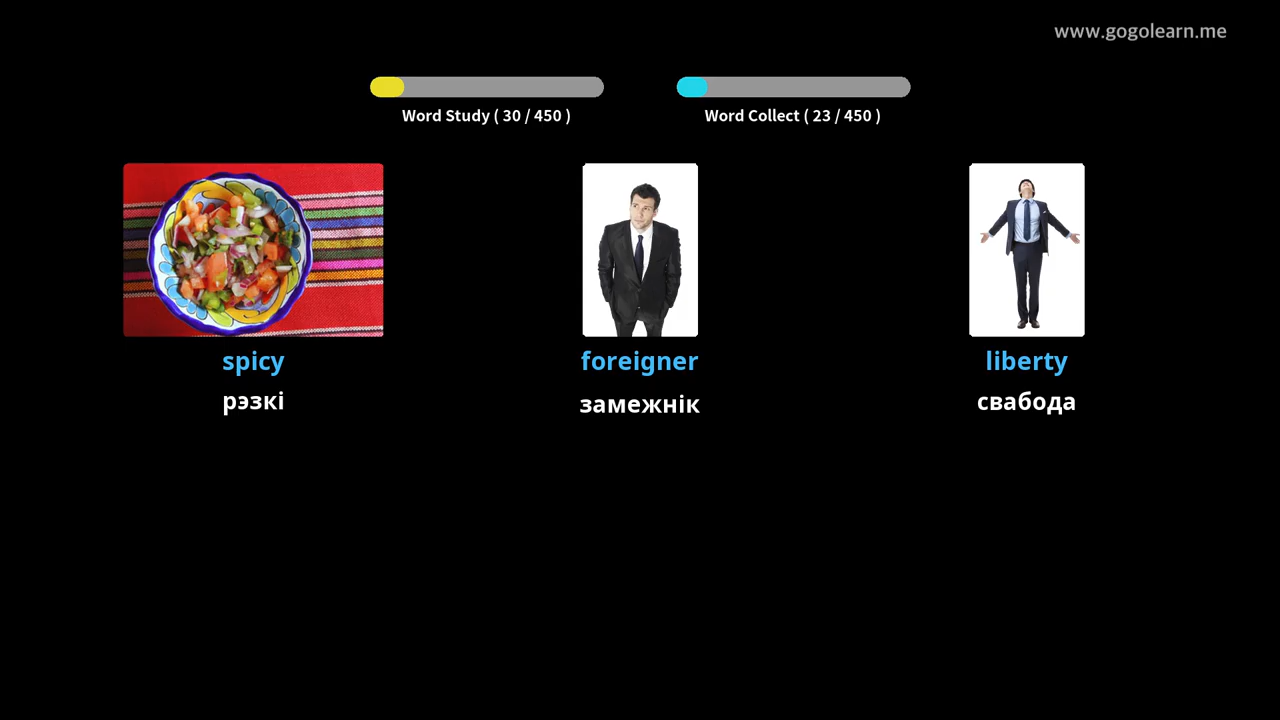 www.gogolearn.me
Word Study ( 30 / 450 )
Word Collect ( 23 / 450 )
spicy
foreigner
liberty
рэзкі
замежнік
свабода